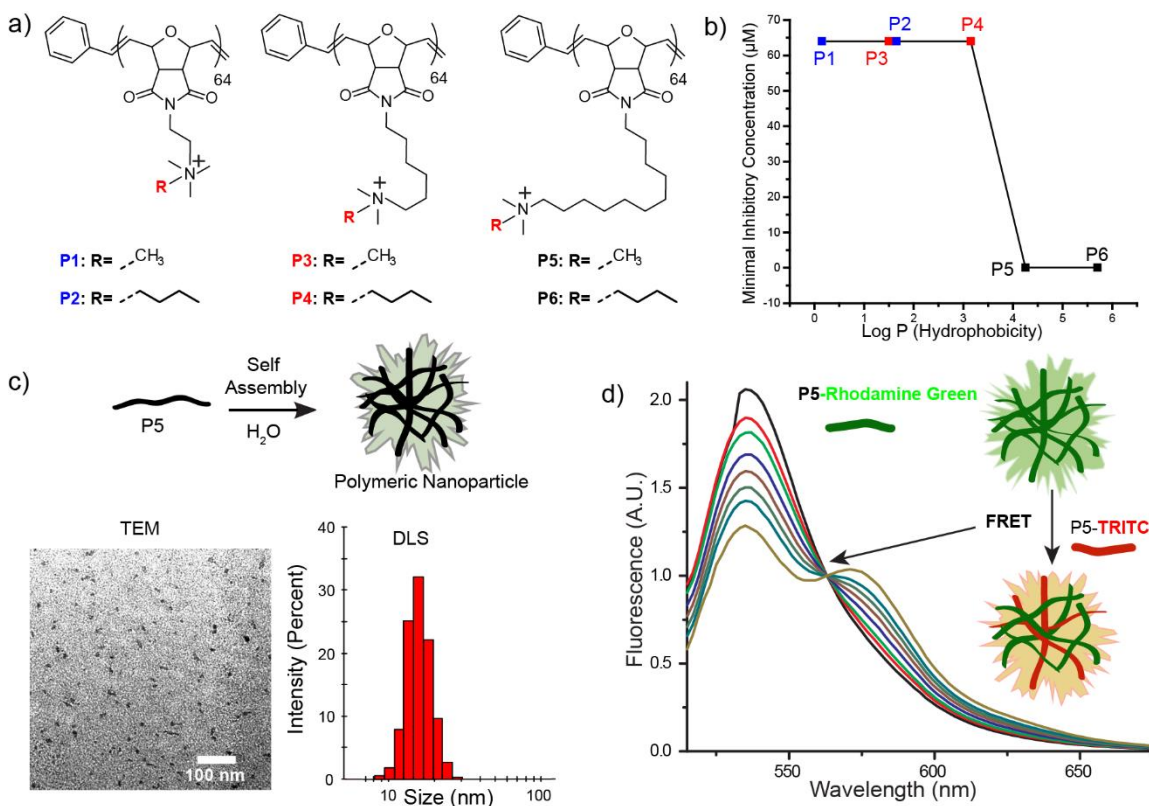 a)
O
O
O
64
64
64
O
N
O
O
N
O
O
N
O
N
+
R
N
+
R
N
+
R
P1: R= CH3
P3: R= CH3
P5: R= CH3
P2: R=
P4: R=
P6: R=
b)
Minimal Inhibitory Concentration (µM)
70
60
50
40
30
20
10
0
-10
P1
P3
P2
P4
P5
P6
0
1
2
3
4
5
6
Log P (Hydrophobicity)
c)
P5
Self
Assembly
H2O
Polymeric Nanoparticle
TEM
100 nm
DLS
Intensity (Percent)
40
30
20
10
0
10
100
Size (nm)
d)
Fluorescence (A.U.)
2.0
1.5
1.0
0.5
0.0
550
600
650
Wavelength (nm)
P5-Rhodamine Green
FRET
P5-TRITC